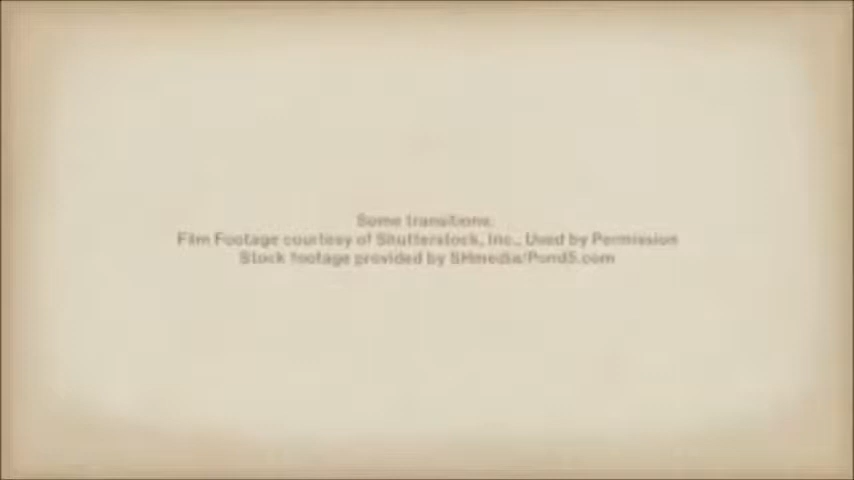 Some transitions:
Film Footage courtesy of Shutterstock, Inc., Used by Permission
Stock footage provided by SHmedia/Pond5.com